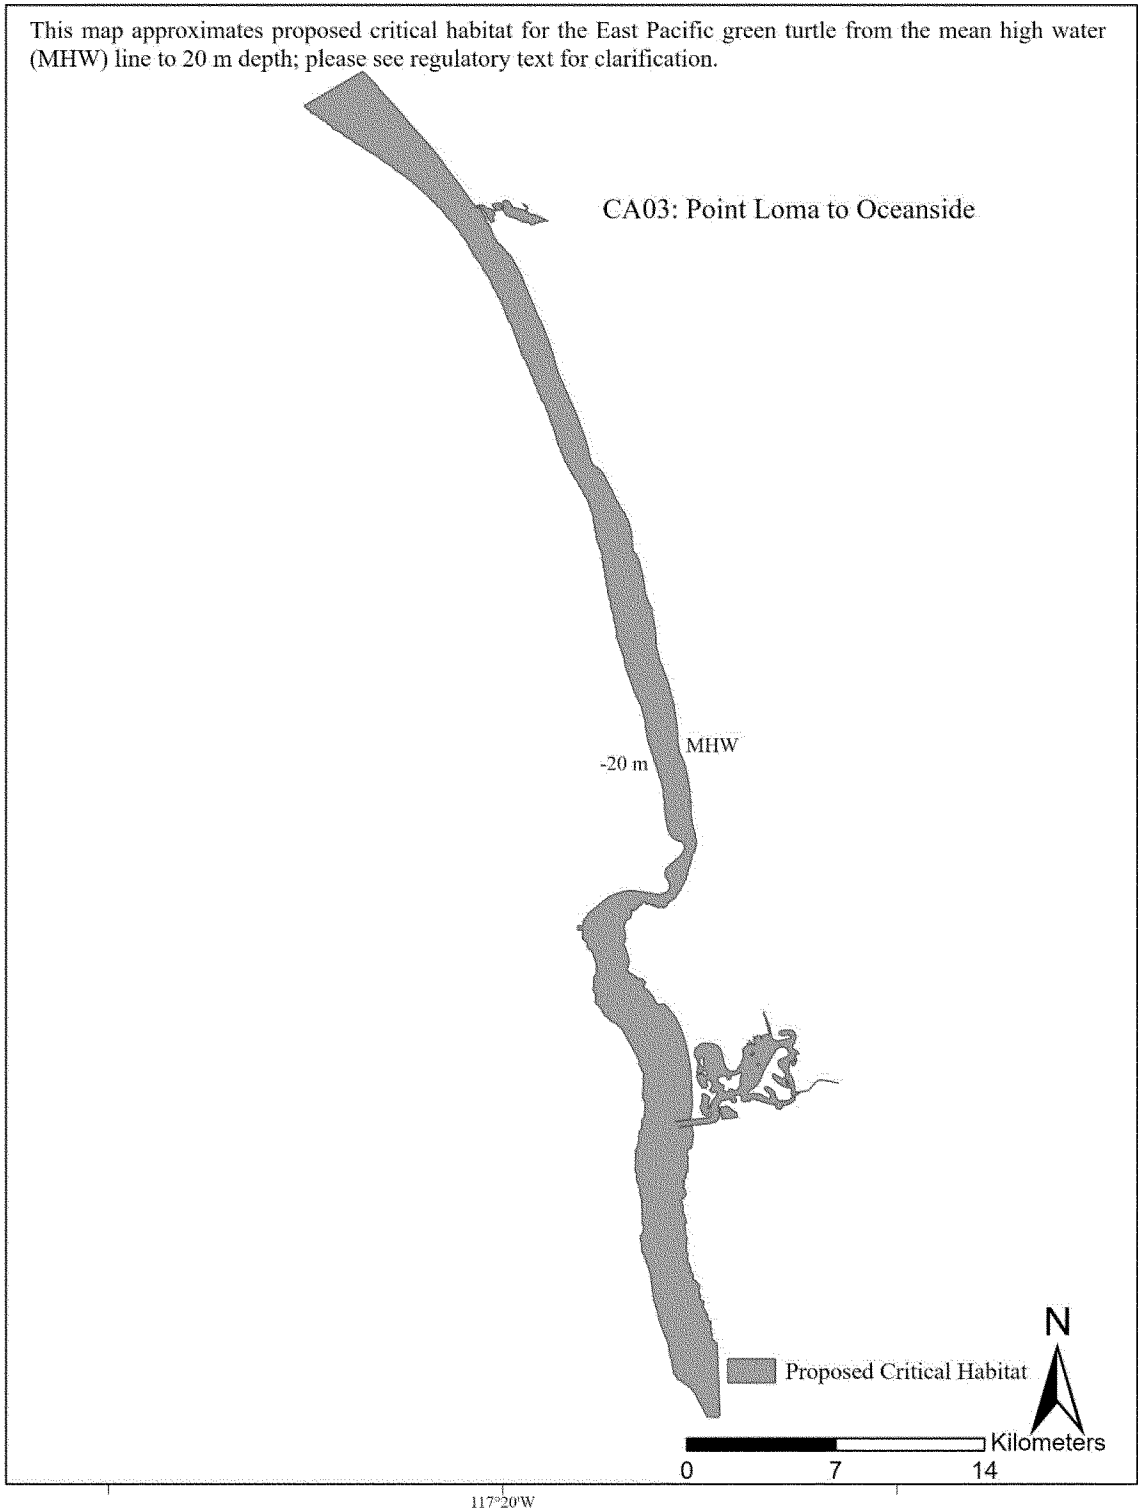 This map approximates proposed critical habitat for the East Pacific green turtle from the mean high water
(MHW) line to 20 m depth; please see regulatory text for clarification.
CA03: Point Loma to Oceanside
MHW
-20 m
N
Proposed Critical Habitat
Kilometers
0 7 14
117°20'W